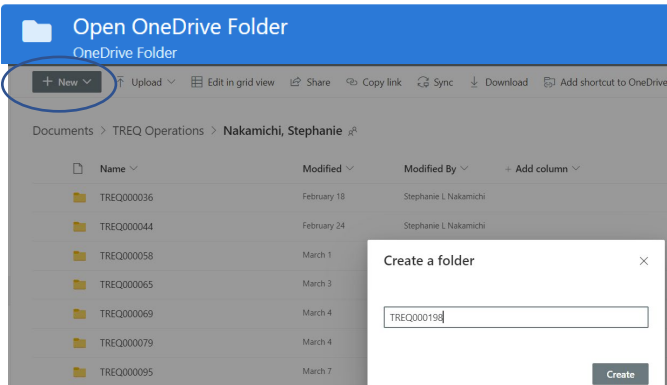 Open OneDrive Folder
OneDrive Folder
+ New Upload Edit in grid view Share Copy link Sync Download Add shortcut to OneDrive
Documents > TREQ Operations > Nakamichi, Stephanie
Name Modified Modified By + Add column
TREQ000036 February 18 Stephanie L Nakamichi
TREQ000044 February 24 Stephanie L Nakamichi
TREQ000058 March 1
TREQ000065 March 3
TREQ000069 March 4
TREQ000079 March 4
TREQ000095 March 7
Create a folder
TREQ000198
Create